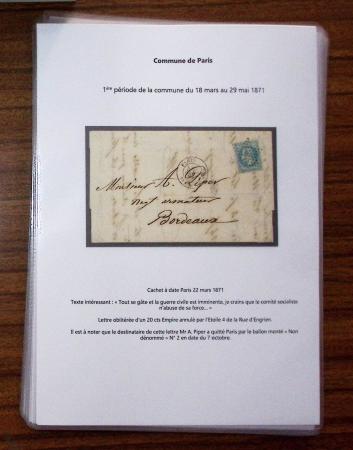 Commune de Paris
1ère période de la commune du 18 mars au 29 mai 1871
PARIS
Monsieur A. Piper
negt armateur
Bordeaux
Cachet à date Paris 22 mars 1871
Texte intéressant : « Tout se gâte et la guerre civile est imminente, je crains que le comité socialiste
n'abuse de sa force... »
Lettre oblitérée d'un 20 cts Empire annulé par l'Etoile 4 de la Rue d'Engrien.
Il est à noter que le destinataire de cette lettre Mr A. Piper a quitté Paris par le ballon monté « Non
dénommé » N° 2 en date du 7 octobre.